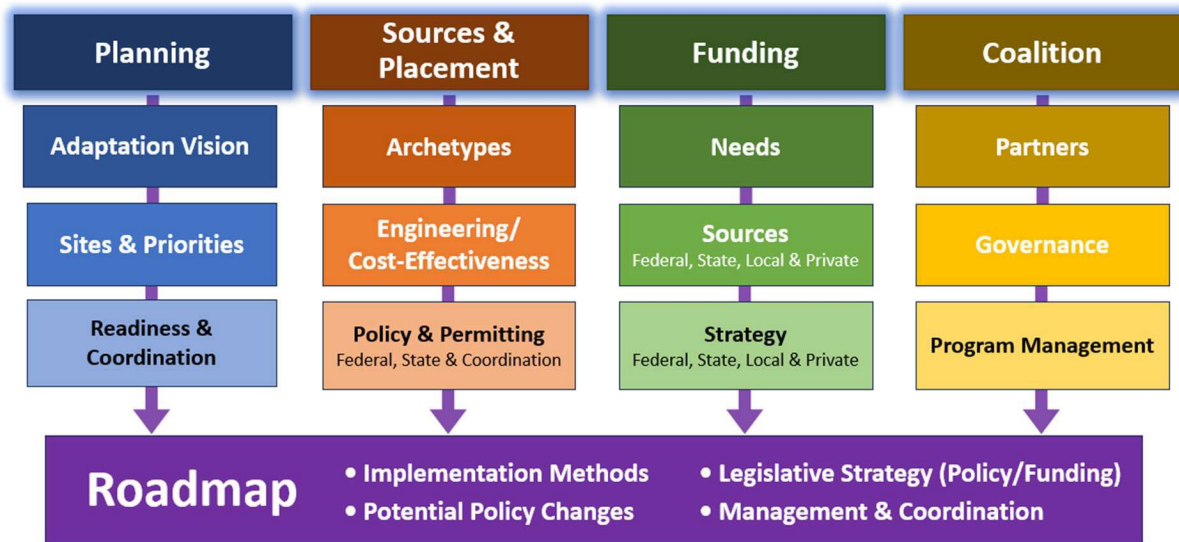 Planning
Sources &
Placement
Funding
Coalition
Adaptation Vision
Archetypes
Needs
Partners
Sites & Priorities
Engineering/
Cost-Effectiveness
Sources
Federal, State, Local & Private
Governance
Readiness &
Coordination
Policy & Permitting
Federal, State & Coordination
Strategy
Federal, State, Local & Private
Program Management
Roadmap
• Implementation Methods
• Potential Policy Changes
• Legislative Strategy (Policy/Funding)
• Management & Coordination